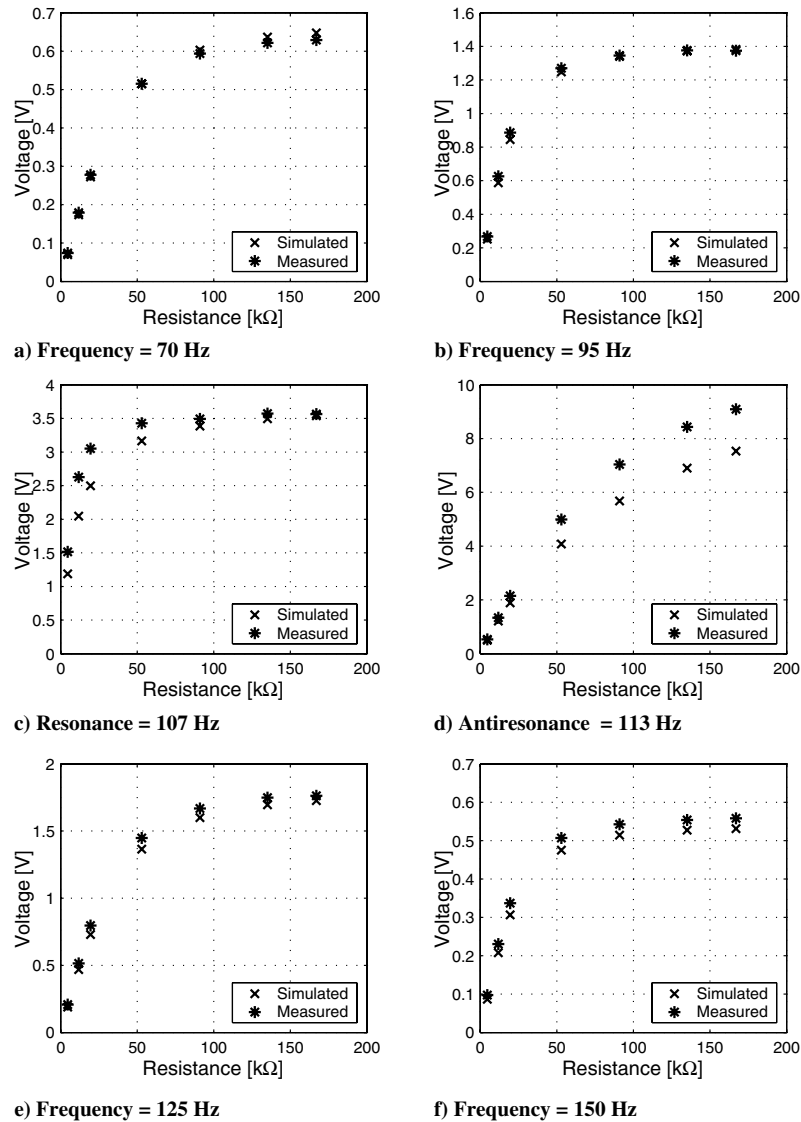 0.7
0.6
0.5
0.4
0.3
0.2
0.1
0
Voltage [V]
0 50 100 150 200
Resistance [kΩ]
Simulated
Measured
a) Frequency = 70 Hz
1.6
1.4
1.2
1
0.8
0.6
0.4
0.2
0
Voltage [V]
0 50 100 150 200
Resistance [kΩ]
Simulated
Measured
b) Frequency = 95 Hz
4
3.5
3
2.5
2
1.5
1
0.5
0
Voltage [V]
0 50 100 150 200
Resistance [kΩ]
Simulated
Measured
c) Resonance = 107 Hz
10
8
6
4
2
0
Voltage [V]
0 50 100 150 200
Resistance [kΩ]
Simulated
Measured
d) Antiresonance = 113 Hz
2
1.5
1
0.5
0
Voltage [V]
0 50 100 150 200
Resistance [kΩ]
Simulated
Measured
e) Frequency = 125 Hz
0.7
0.6
0.5
0.4
0.3
0.2
0.1
0
Voltage [V]
0 50 100 150 200
Resistance [kΩ]
Simulated
Measured
f) Frequency = 150 Hz